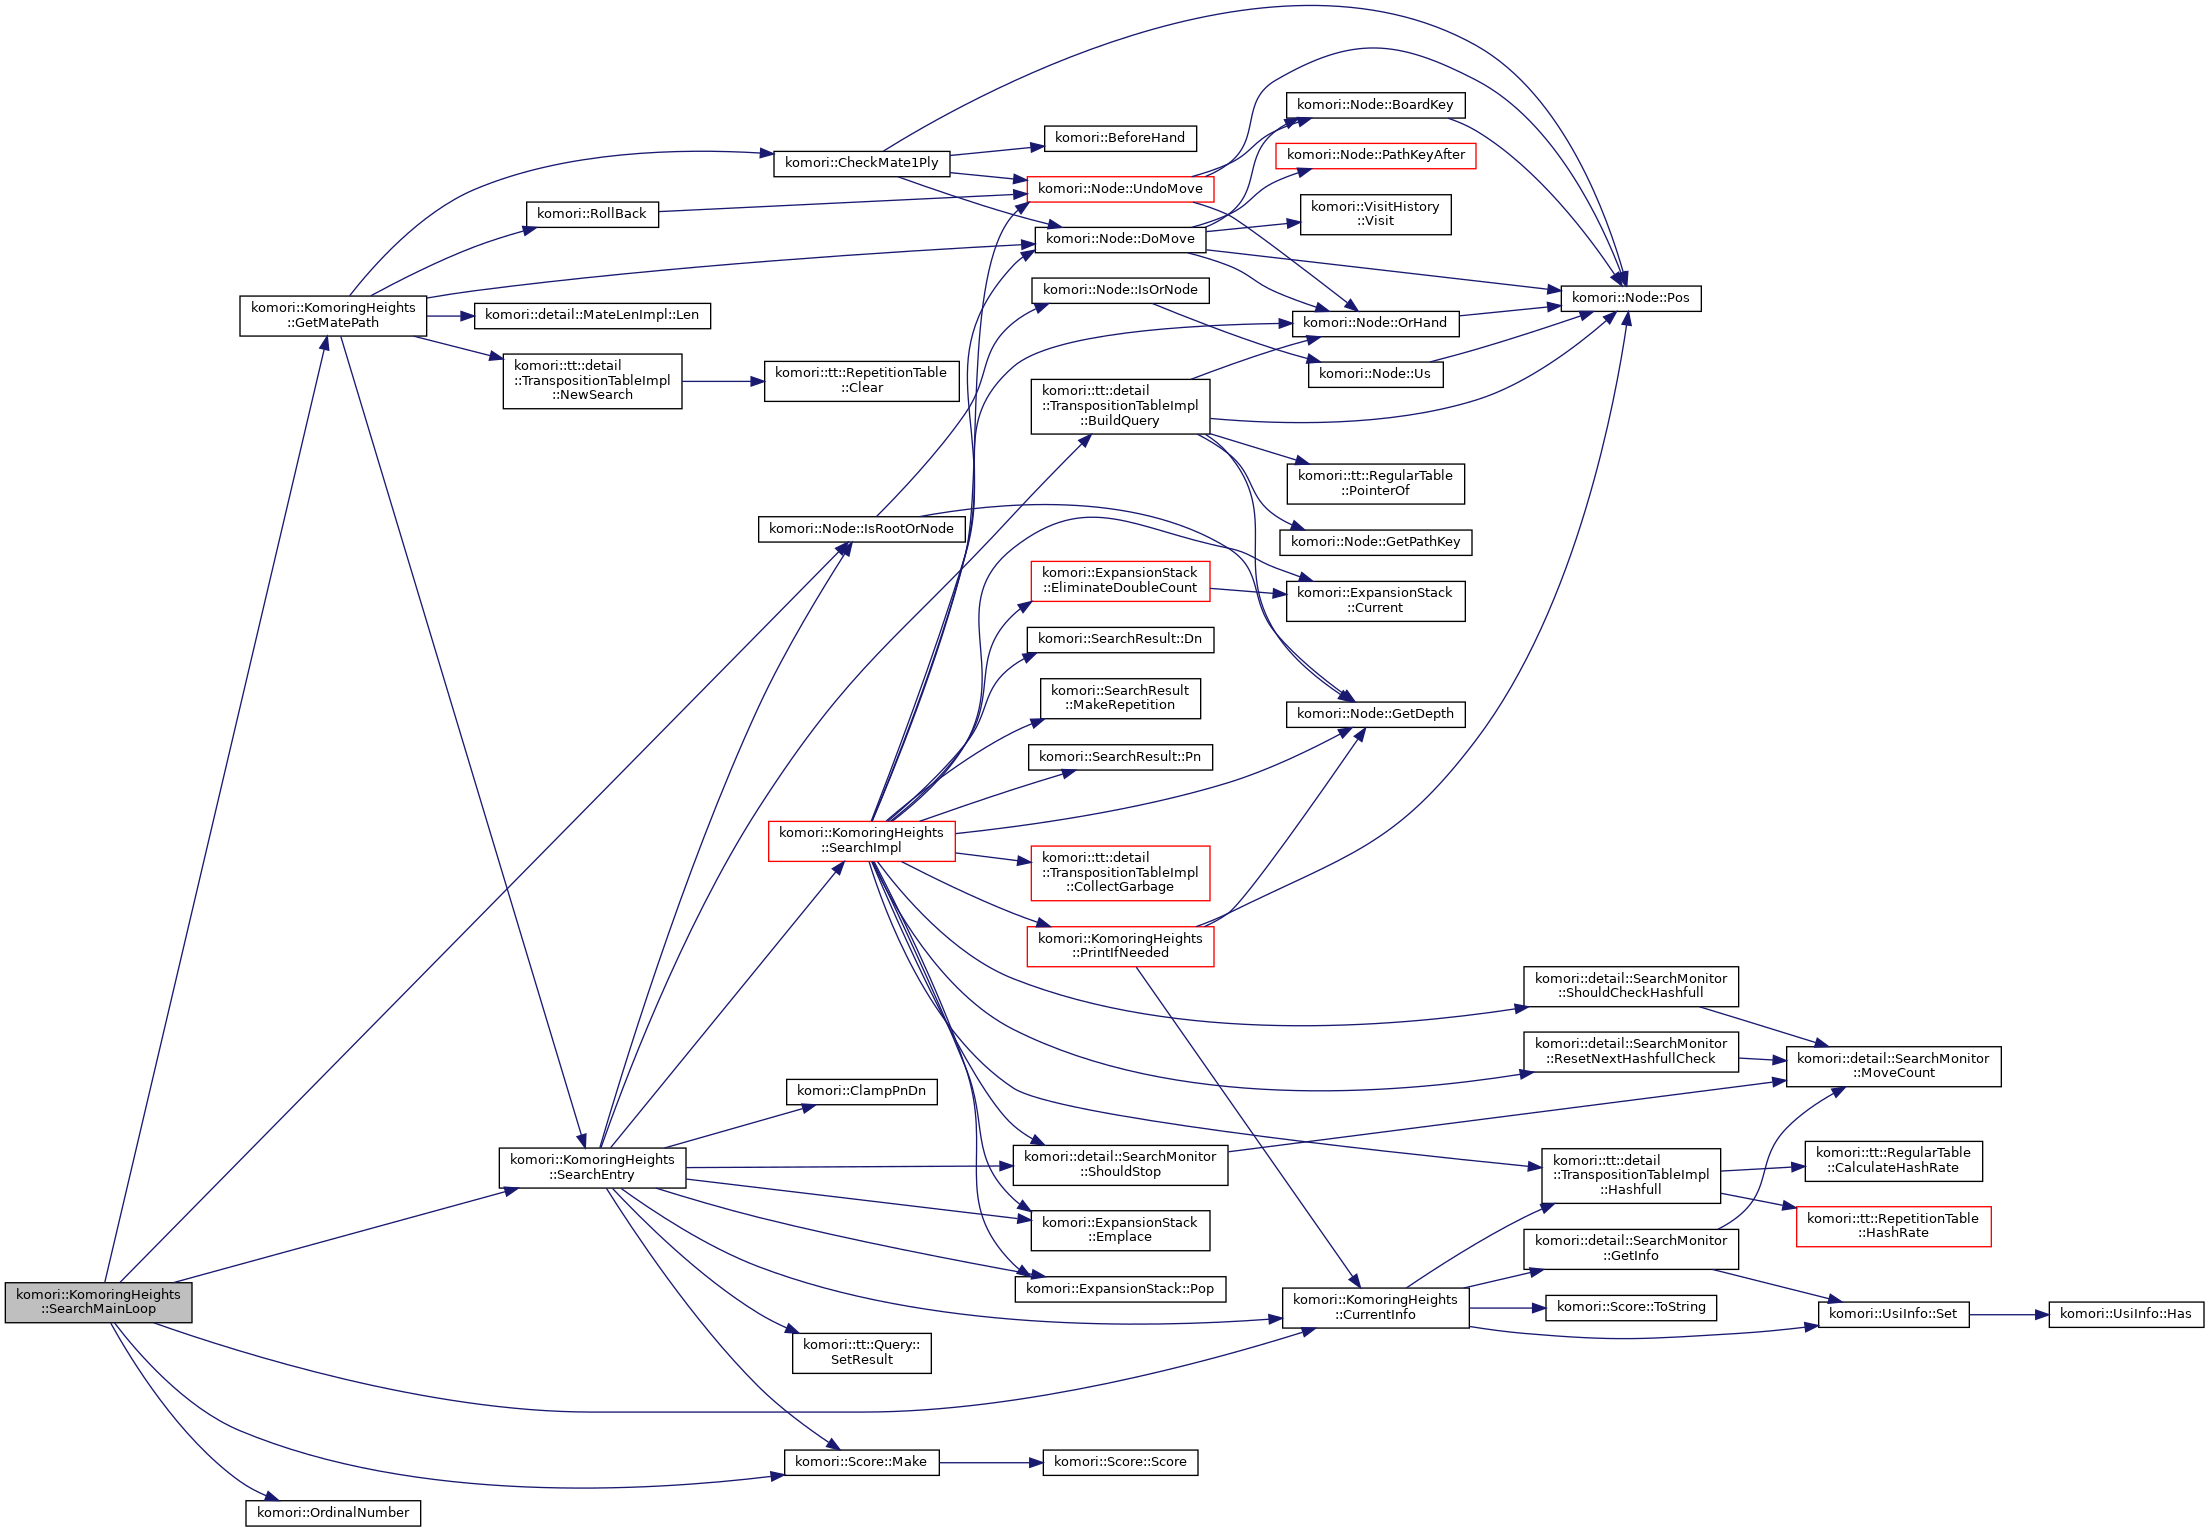 komori::Node::BoardKey
komori::BeforeHand
komori::CheckMate1Ply
komori::Node::PathKeyAfter
komori::Node::UndoMove
komori::RollBack
komori::VisitHistory
::Visit
komori::Node::DoMove
komori::Node::IsOrNode
komori::Node::Pos
komori::KomoringHeights
::GetMatePath
komori::detail::MateLenImpl::Len
komori::Node::OrHand
komori::tt::detail
::TranspositionTableImpl
::NewSearch
komori::tt::RepetitionTable
::Clear
komori::Node::Us
komori::tt::detail
::TranspositionTableImpl
::BuildQuery
komori::tt::RegularTable
::PointerOf
komori::Node::IsRootOrNode
komori::Node::GetPathKey
komori::ExpansionStack
::EliminateDoubleCount
komori::ExpansionStack
::Current
komori::SearchResult::Dn
komori::SearchResult
::MakeRepetition
komori::Node::GetDepth
komori::SearchResult::Pn
komori::KomoringHeights
::SearchImpl
komori::tt::detail
::TranspositionTableImpl
::CollectGarbage
komori::KomoringHeights
::PrintIfNeeded
komori::detail::SearchMonitor
::ShouldCheckHashfull
komori::detail::SearchMonitor
::ResetNextHashfullCheck
komori::detail::SearchMonitor
::MoveCount
komori::ClampPnDn
komori::KomoringHeights
::SearchEntry
komori::detail::SearchMonitor
::ShouldStop
komori::tt::detail
::TranspositionTableImpl
::Hashfull
komori::tt::RegularTable
::CalculateHashRate
komori::ExpansionStack
::Emplace
komori::tt::RepetitionTable
::HashRate
komori::detail::SearchMonitor
::GetInfo
komori::ExpansionStack::Pop
komori::KomoringHeights
::SearchMainLoop
komori::KomoringHeights
::CurrentInfo
komori::Score::ToString
komori::UsiInfo::Set
komori::UsiInfo::Has
komori::tt::Query::
SetResult
komori::Score::Make
komori::Score::Score
komori::OrdinalNumber